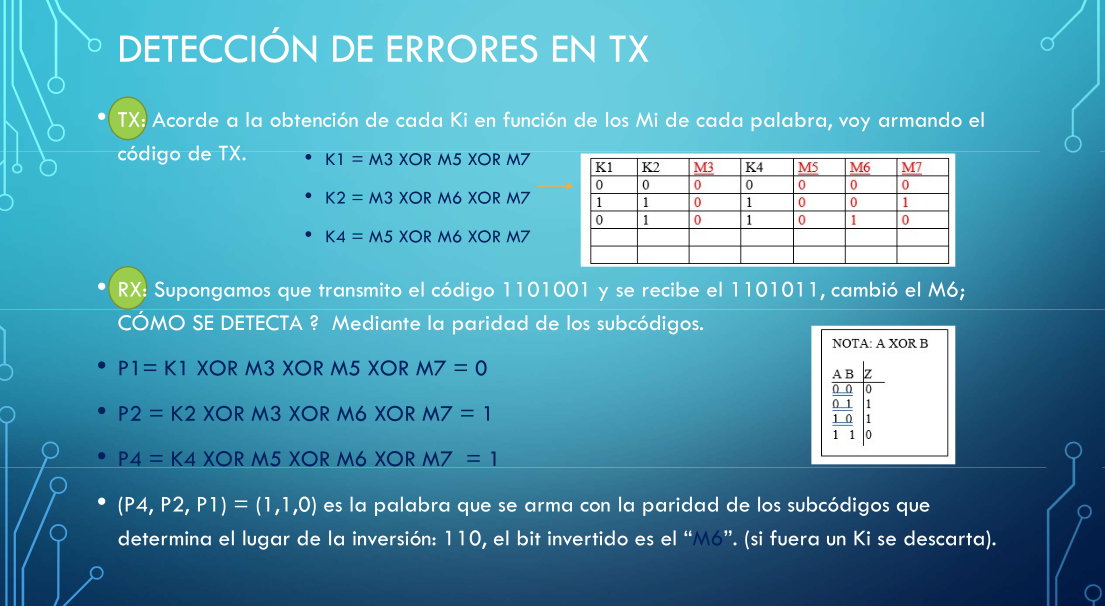 DETECCIÓN DE ERRORES EN TX
• TX: Acorde a la obtención de cada Ki en función de los Mi de cada palabra, voy armando el
código de TX.
• K1 = M3 XOR M5 XOR M7
• K2 = M3 XOR M6 XOR M7
• K4 = M5 XOR M6 XOR M7
K1 K2 M3 K4 M5 M6 M7
0 0 0 0 0 0 0
1 1 0 1 0 0 1
0 1 0 1 0 1 0
• RX: Supongamos que transmito el código 1101001 y se recibe el 1101011, cambió el M6;
CÓMO SE DETECTA ? Mediante la paridad de los subcódigos.
• P1= K1 XOR M3 XOR M5 XOR M7 = 0
• P2 = K2 XOR M3 XOR M6 XOR M7 = 1
• P4 = K4 XOR M5 XOR M6 XOR M7 = 1
NOTA: A XOR B
A B Z
0 0 0
0 1 1
1 0 1
1 1 0
• (P4, P2, P1) = (1,1,0) es la palabra que se arma con la paridad de los subcódigos que
determina el lugar de la inversión: 110, el bit invertido es el “M6”. (si fuera un Ki se descarta).